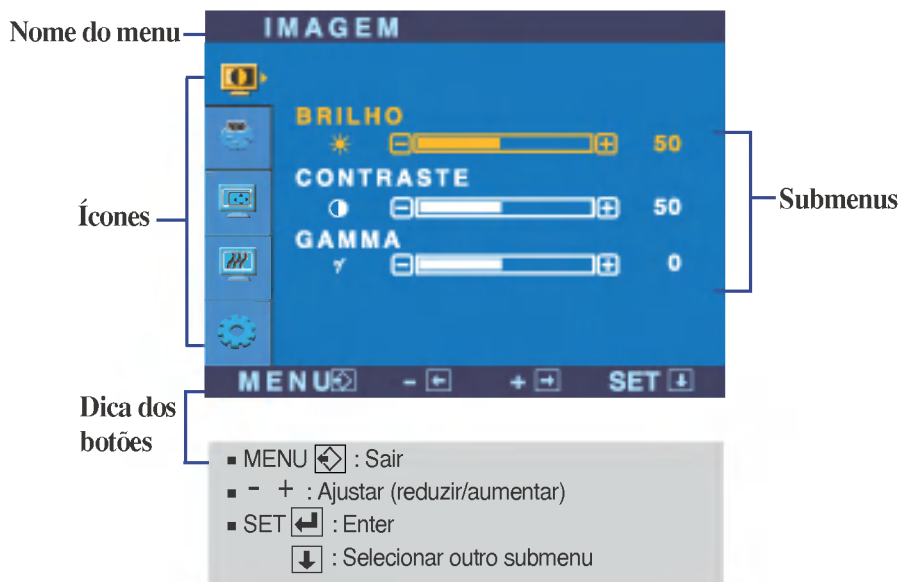 Nome do menu
IMAGEM
BRILHO
50
CONTRASTE
50
GAMMA
0
Ícones
Submenus
MENU - + SET
Dica dos
botões
▪ MENU : Sair
▪ - + : Ajustar (reduzir/aumentar)
▪ SET : Enter
: Selecionar outro submenu